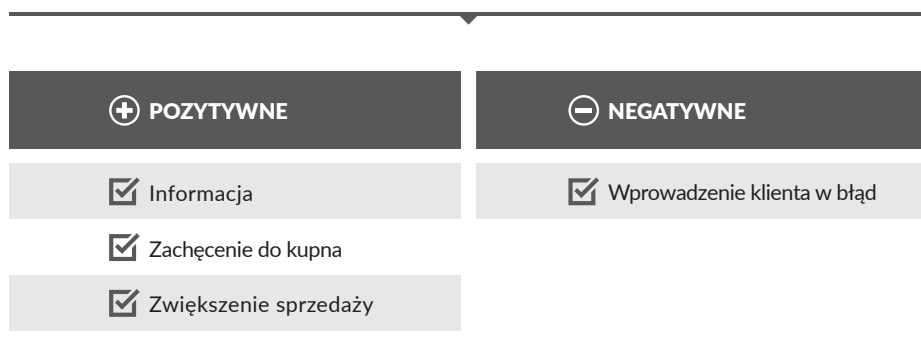 POZYTYWNE
Informacja
Zachęcenie do kupna
Zwiększenie sprzedaży
NEGATYWNE
Wprowadzenie klienta w błąd